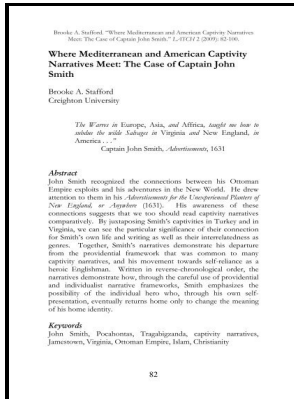 Brooke A. Stafford. "Where Mediterranean and American Captivity
Narratives Meet: The Case of Captain John Smith." LATCH 2 (2009): 82-100.
Where Mediterranean and American Captivity
Narratives Meet: The Case of Captain John
Smith
Brooke A. Stafford
Creighton University
The Warres in Europe, Asia, and Affrica, taught me how to
subdue the wilde Salvages in Virginia and New England, in
America . . ."
Captain John Smith, Advertisements, 1631
Abstract
John Smith recognized the connections between his Ottoman
Empire exploits and his adventures in the New World. He drew
attention to them in his Advertisements for the Unexperienced Planters of
New England, or Anywhere (1631). His awareness of these
connections suggests that we too should read captivity narratives
comparatively. By juxtaposing Smith's captivities in Turkey and in
Virginia, we can see the particular significance of their connection
for Smith's own life and writing as well as their interrelatedness as
genres. Together, Smith's narratives demonstrate his departure
from the providential framework that was common to many
captivity narratives, and his movement towards self-reliance as a
heroic Englishman. Written in reverse-chronological order, the
narratives demonstrate how, through the careful use of providential
and individualist narrative frameworks, Smith emphasizes the
possibility of the individual hero who, through his own self-
presentation, eventually returns home only to change the meaning
of his home identity.
Keywords
John Smith, Pocahontas, Tragabigzanda, captivity narratives,
Jamestown, Virginia, Ottoman Empire, Islam, Christianity
82